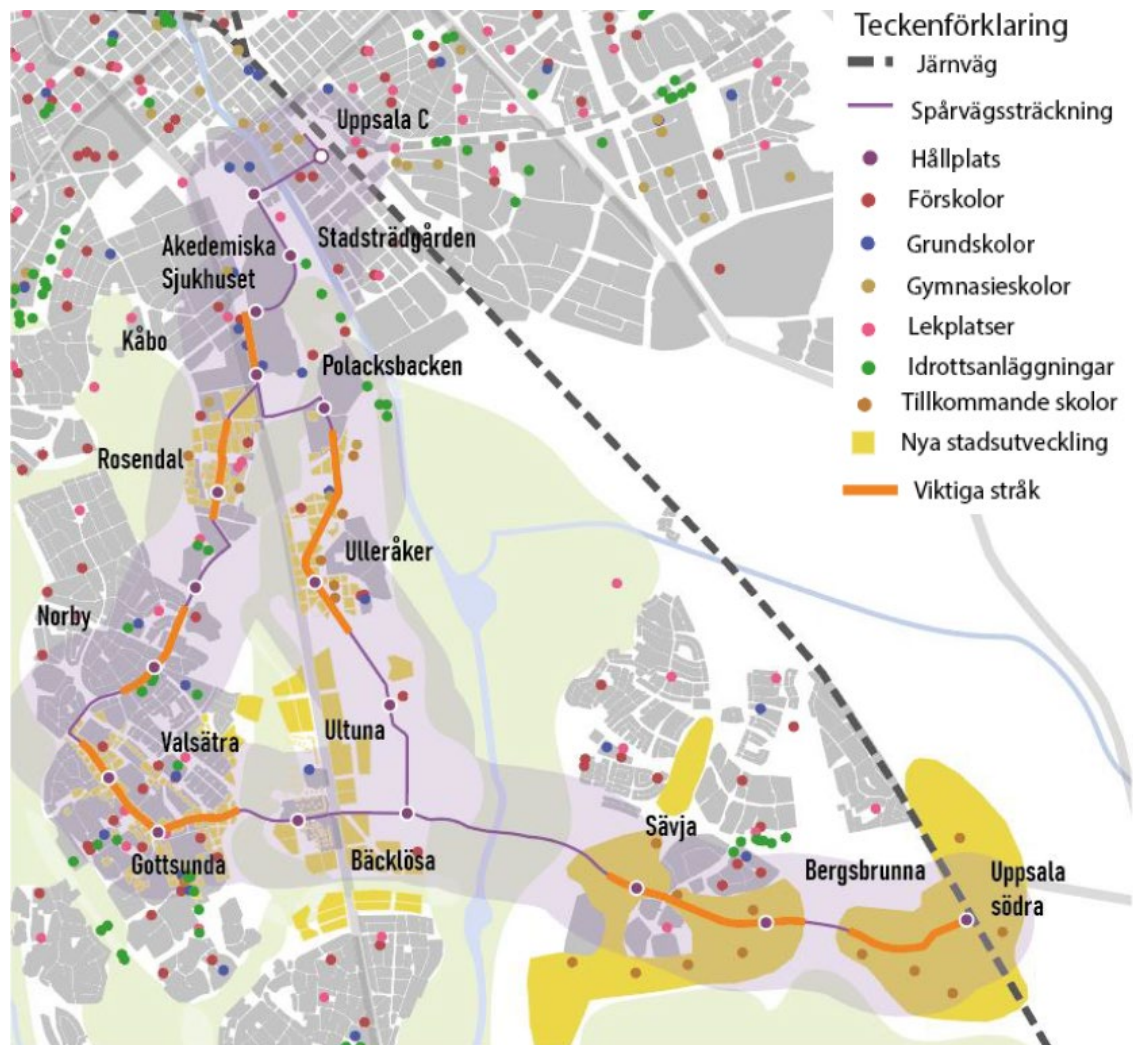 Teckenförklaring
Järnväg
Spårvägssträckning
Hållplats
Förskolor
Grundskolor
Gymnasieskolor
Lekplatser
Idrottsanläggningar
Tillkommande skolor
Nya stadsutveckling
Viktiga stråk
Uppsala C
Akedemiska
Sjukhuset
Stadsträdgården
Kåbo
Polacksbacken
Rosendal
Ulleråker
Norby
Valsätra
Ultuna
Gottsunda
Bäcklösa
Sävja
Bergsbrunna
Uppsala
södra